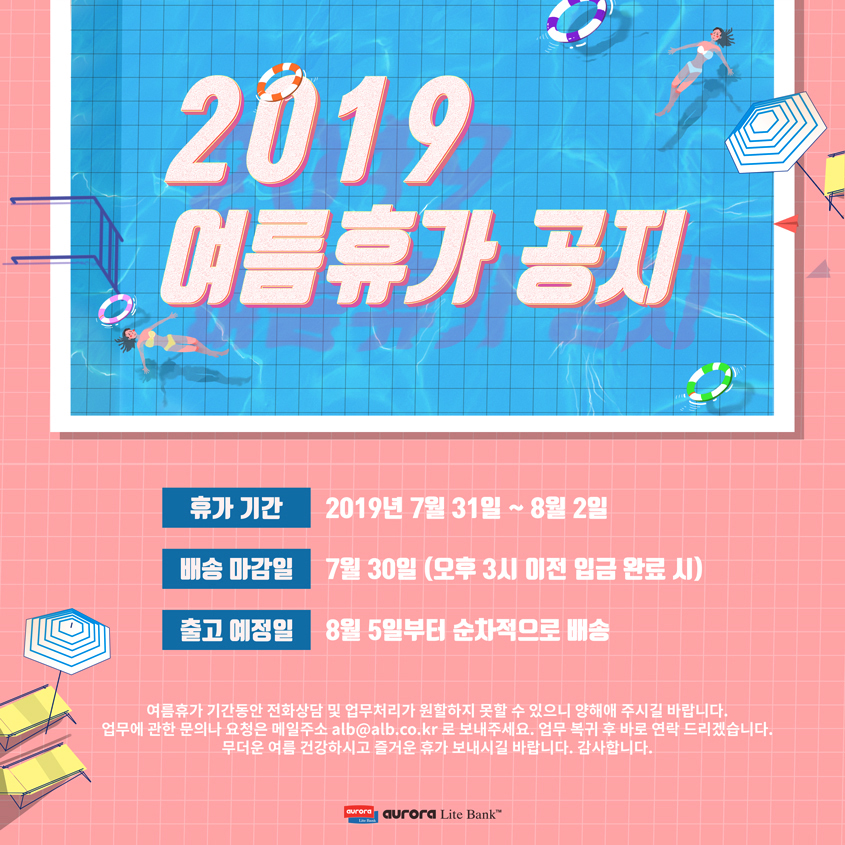 2019
여름휴가 공지
휴가 기간 2019년 7월 31일 ~ 8월 2일
배송 마감일 7월 30일 (오후 3시 이전 입금 완료 시)
출고 예정일 8월 5일부터 순차적으로 배송
여름휴가 기간동안 전화상담 및 업무처리가 원할하지 못할 수 있으니 양해애 주시길 바랍니다.
업무에 관한 문의나 요청은 메일주소 alb@alb.co.kr 로 보내주세요. 업무 복귀 후 바로 연락 드리겠습니다.
무더운 여름 건강하시고 즐거운 휴가 보내시길 바랍니다. 감사합니다.
aurora Lite Bank aurora Lite Bank™